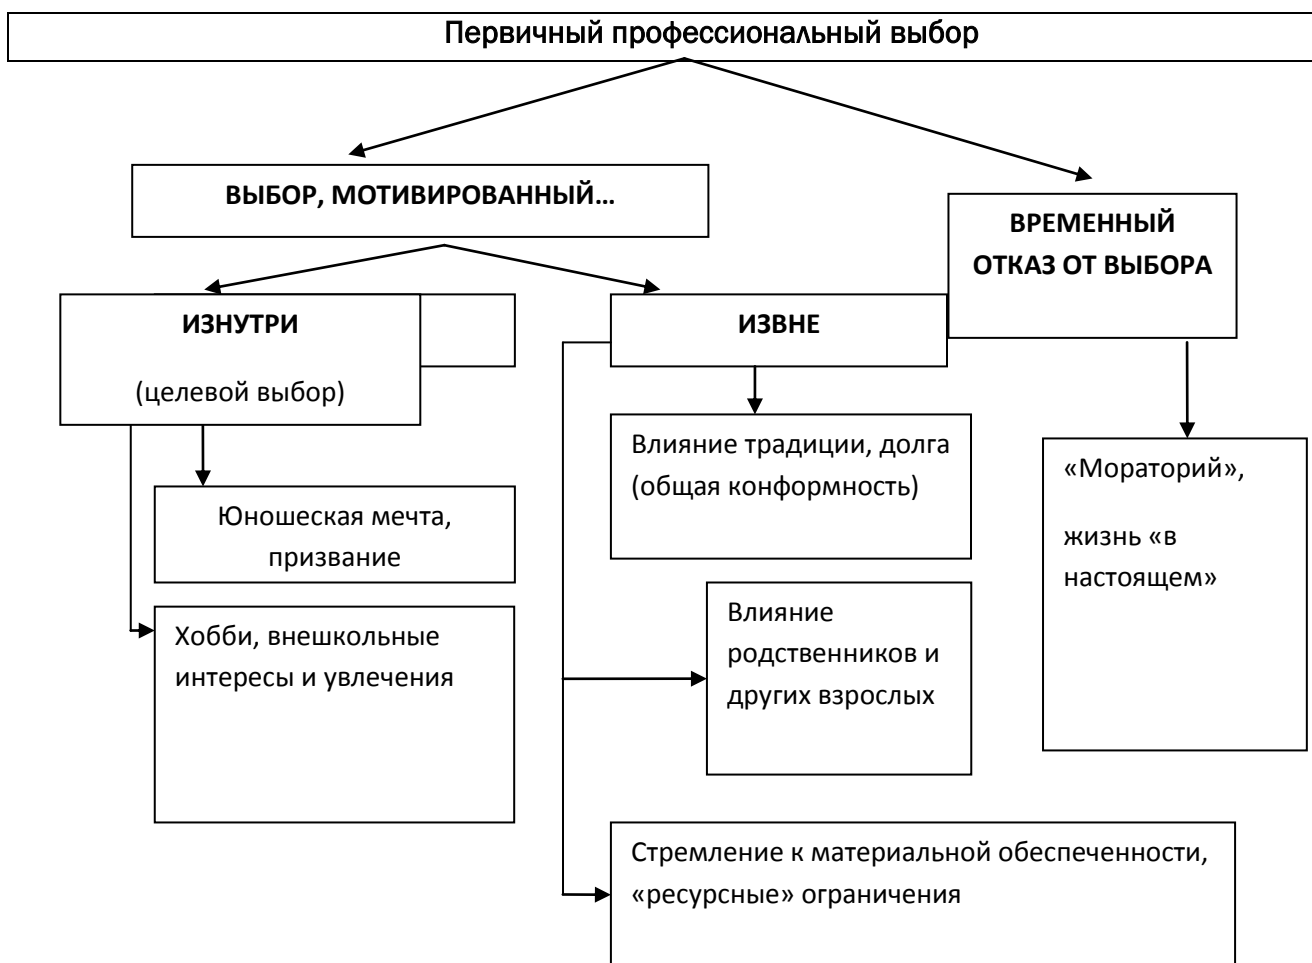 Первичный профессиональный выбор
ВЫБОР, МОТИВИРОВАННЫЙ…
ВРЕМЕННЫЙ
ОТКАЗ ОТ ВЫБОРА
ИЗНУТРИ
(целевой выбор)
ИЗВНЕ
Юношеская мечта,
призвание
Хобби, внешкольные
интересы и увлечения
Влияние традиции, долга
(общая конформность)
Влияние
родственников и
других взрослых
Стремление к материальной обеспеченности,
«ресурсные» ограничения
«Мораторий»,
жизнь «в
настоящем»